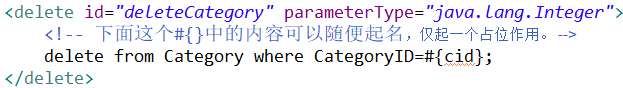 <delete id="deleteCategory" parameterType="java.lang.Integer">
<!-- 下面这个#{}中的内容可以随便起名，仅起一个占位作用。-->
delete from Category where CategoryID=#{cid};
</delete>